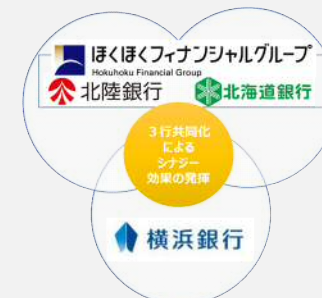 ほくほくフィナンシャルグループ
Hokuhoku Financial Group
北陸銀行
北海道銀行
3行共同化
による
シナジー
効果の発揮
横浜銀行